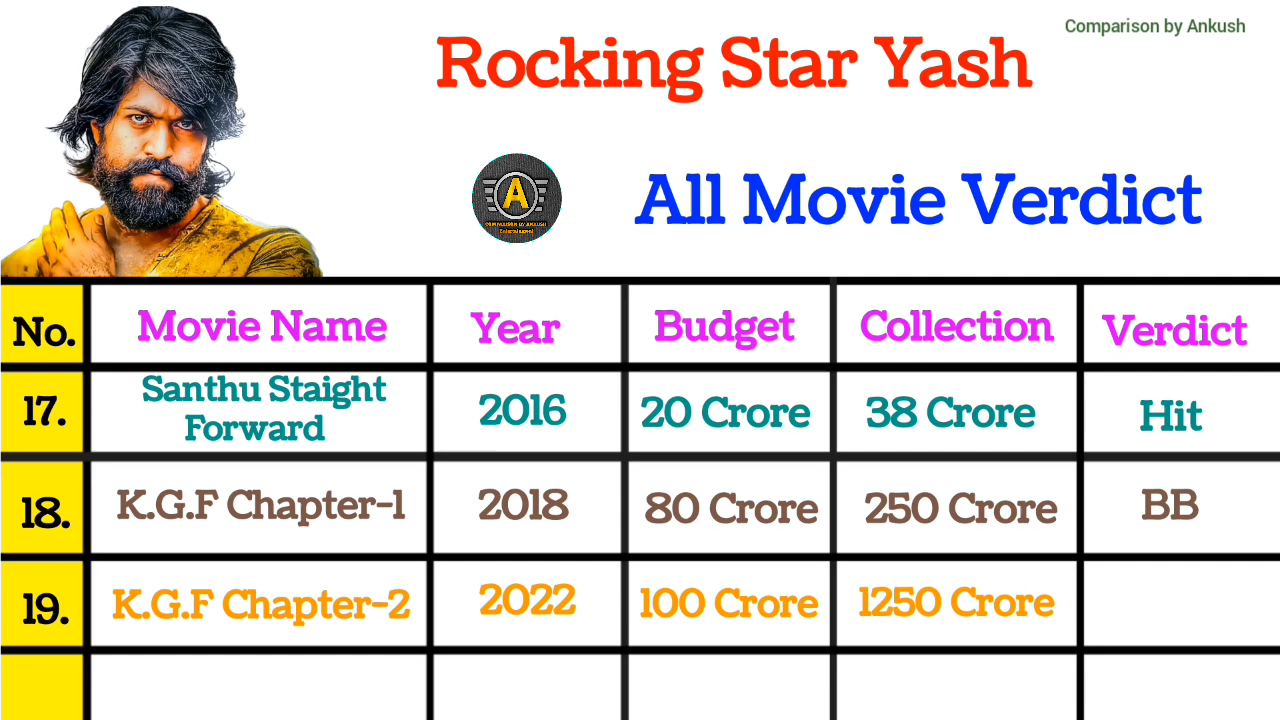 Comparison by Ankush
Rocking Star Yash
A
All Movie Verdict
No. Movie Name Year Budget Collection Verdict
17. Santhu Staight
Forward 2016 20 Crore 38 Crore Hit
18. K.G.F Chapter-1 2018 80 Crore 250 Crore BB
19. K.G.F Chapter-2 2022 100 Crore 1250 Crore